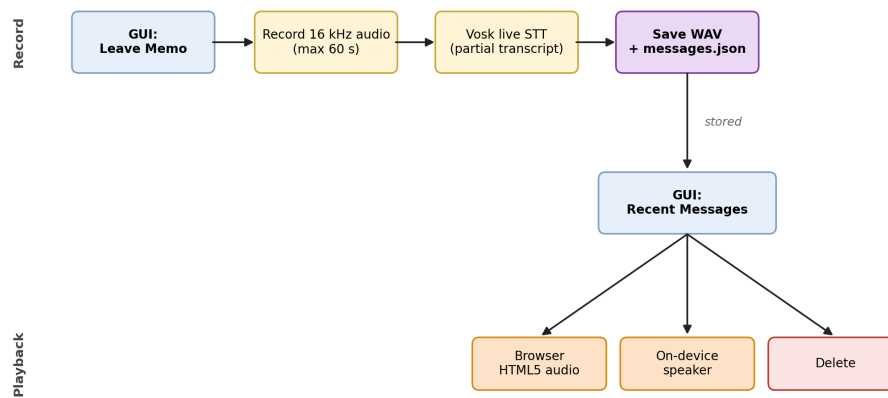 Record
GUI:
Leave Memo
Record 16 kHz audio
(max 60 s)
Vosk live STT
(partial transcript)
Save WAV
+ messages.json
stored
GUI:
Recent Messages
Playback
Browser
HTML5 audio
On-device
speaker
Delete